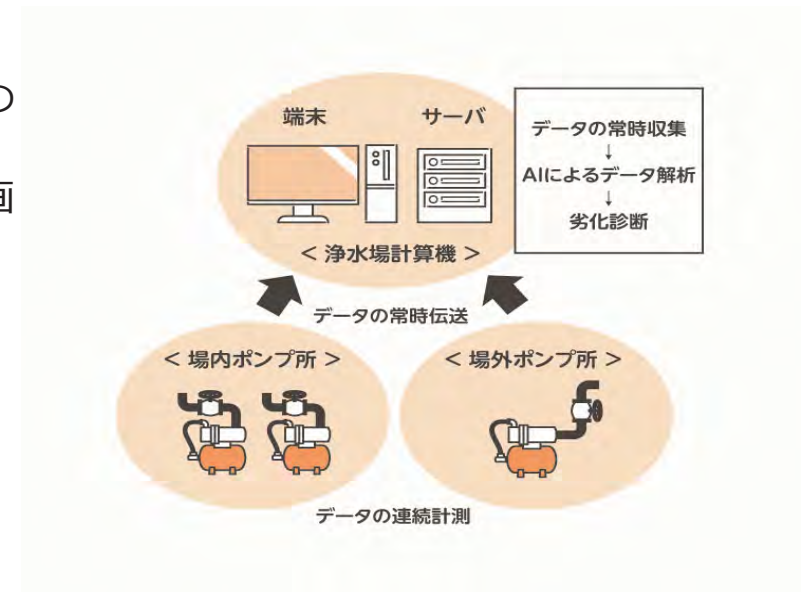 の
画
端末
サーバ
データの常時収集
↓
AIによるデータ解析
↓
劣化診断
< 浄水場計算機 >
データの常時伝送
< 場内ポンプ所 >
< 場外ポンプ所 >
データの連続計測